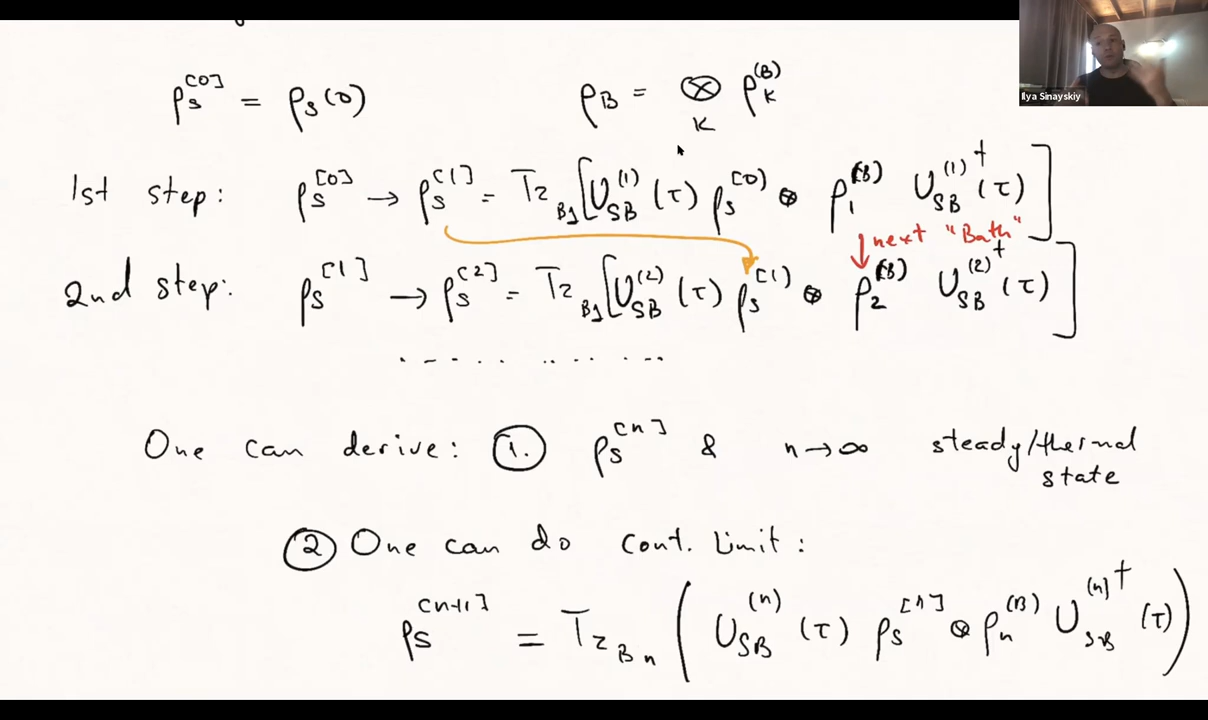 ρ_S^[0] = ρ_S(0)    ρ_B = ⊗_K ρ_K^(B)
Ilya Sinayskiy
1st step: ρ_S^[0] → ρ_S^[1] = Tr_B1 [ U_SB^(1) (τ) ρ_S^[0] ⊗ ρ_1^(B) U_SB^(1)† (τ) ]
next "Bath"
2nd step: ρ_S^[1] → ρ_S^[2] = Tr_B1 [ U_SB^(2) (τ) ρ_S^[1] ⊗ ρ_2^(B) U_SB^(2)† (τ) ]
. . . . . . . . . .
One can derive: 1. ρ_S^[n] & n→∞ steady/thermal
state
2 One can do cont. limit:
ρ_S^[n+1] = Tr_Bn ( U_SB^(n) (τ) ρ_S^[n] ⊗ ρ_n^(B) U_SB^(n)† (τ) )